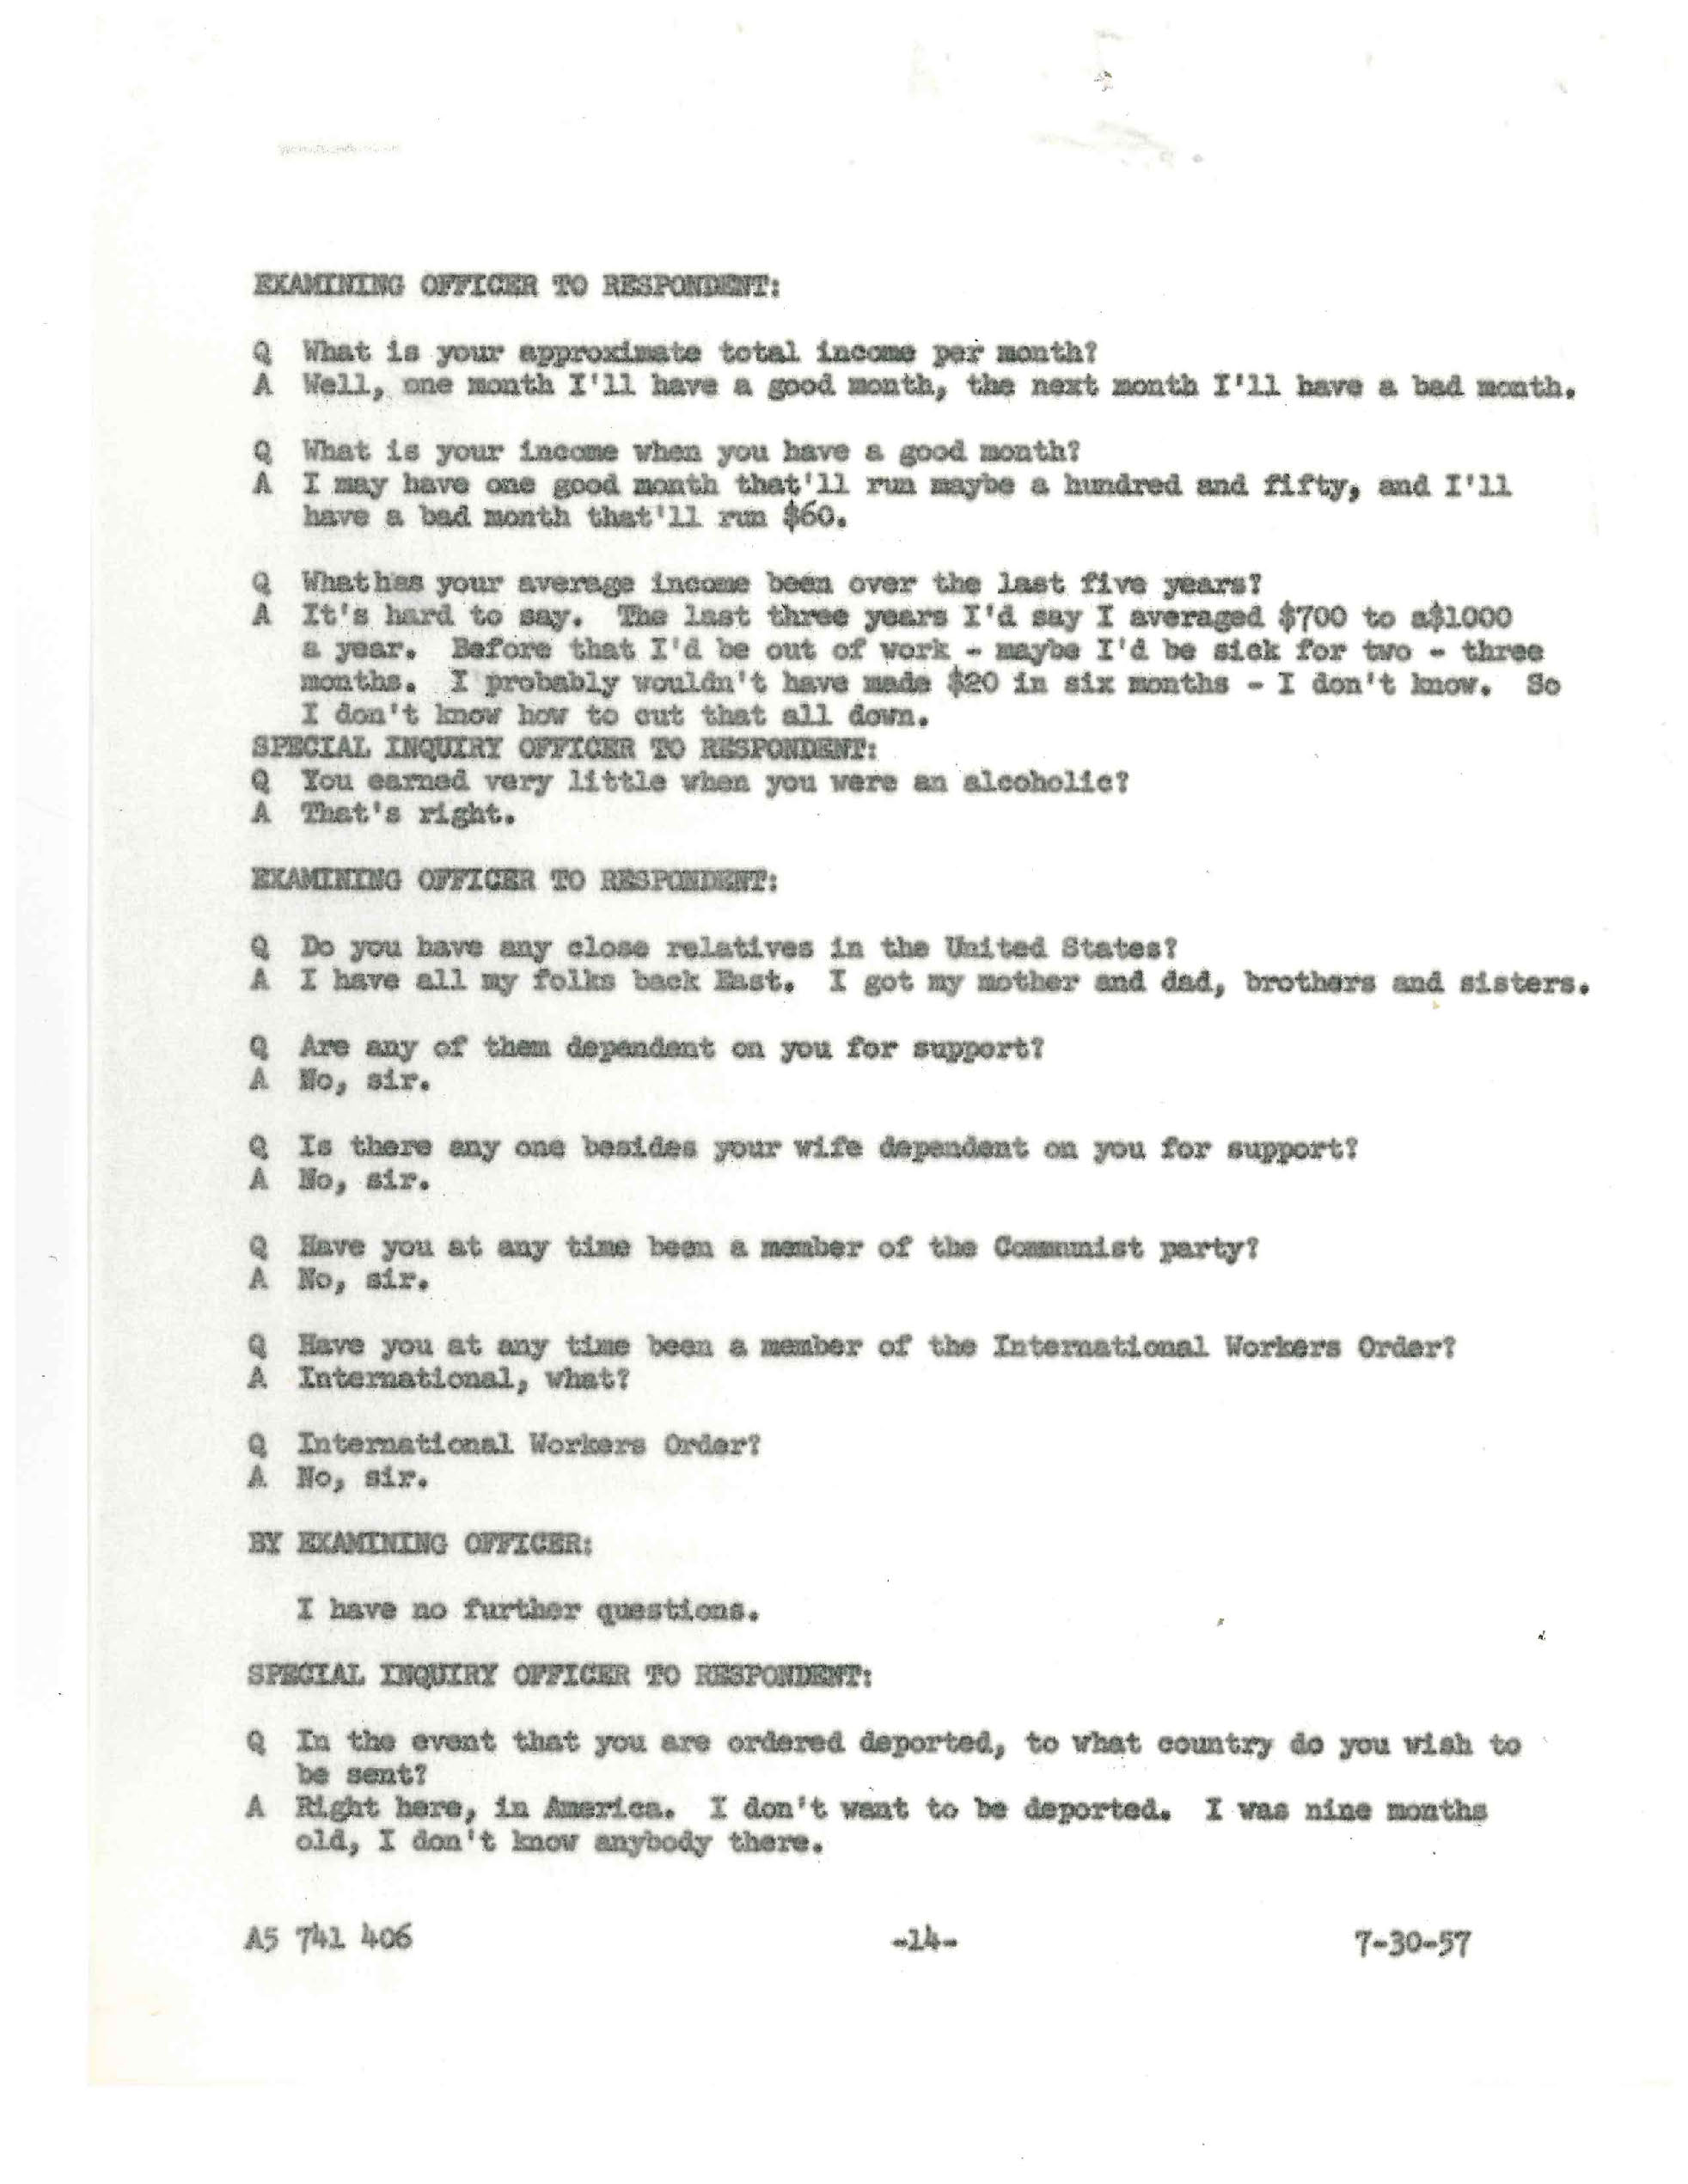 EXAMINING OFFICER TO RESPONDENT:
Q What is your approximate total income per month?
A Well, one month I'll have a good month, the next month I'll have a bad month.
Q What is your income when you have a good month?
A I may have one good month that'll run maybe a hundred and fifty, and I'll
have a bad month that'll run $60.
Q Whathas your average income been over the last five years?
A It's hard to say. The last three years I'd say I averaged $700 to a$1000
a year. Before that I'd be out of work - maybe I'd be sick for two - three
months. I probably wouldn't have made $20 in six months - I don't know. So
I don't know how to cut that all down.
SPECIAL INQUIRY OFFICER TO RESPONDENT:
Q You earned very little when you were an alcoholic?
A That's right.
EXAMINING OFFICER TO RESPONDENT:
Q Do you have any close relatives in the United States?
A I have all my folks back East. I got my mother and dad, brothers and sisters.
Q Are any of them dependent on you for support?
A No, sir.
Q Is there any one besides your wife dependent on you for support?
A No, sir.
Q Have you at any time been a member of the Communist party?
A No, sir.
Q Have you at any time been a member of the International Workers Order?
A International, what?
Q International Workers Order?
A No, sir.
BY EXAMINING OFFICER:
I have no further questions.
SPECIAL INQUIRY OFFICER TO RESPONDENT:
Q In the event that you are ordered deported, to what country do you wish to
be sent?
A Right here, in America. I don't want to be deported. I was nine months
old, I don't know anybody there.
A5 741 406 -14- 7-30-57